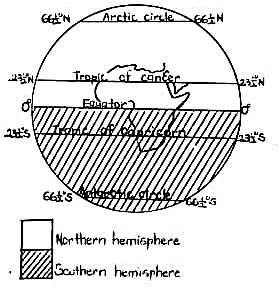 66½°N Arctic circle 66½°N
23½°N Tropic of cancer 23½°N
0° Equator 0°
23½°S Tropic of capricorn 23½°S
66½°S Antarctic circle 66½°S
Northern hemisphere
Southern hemisphere